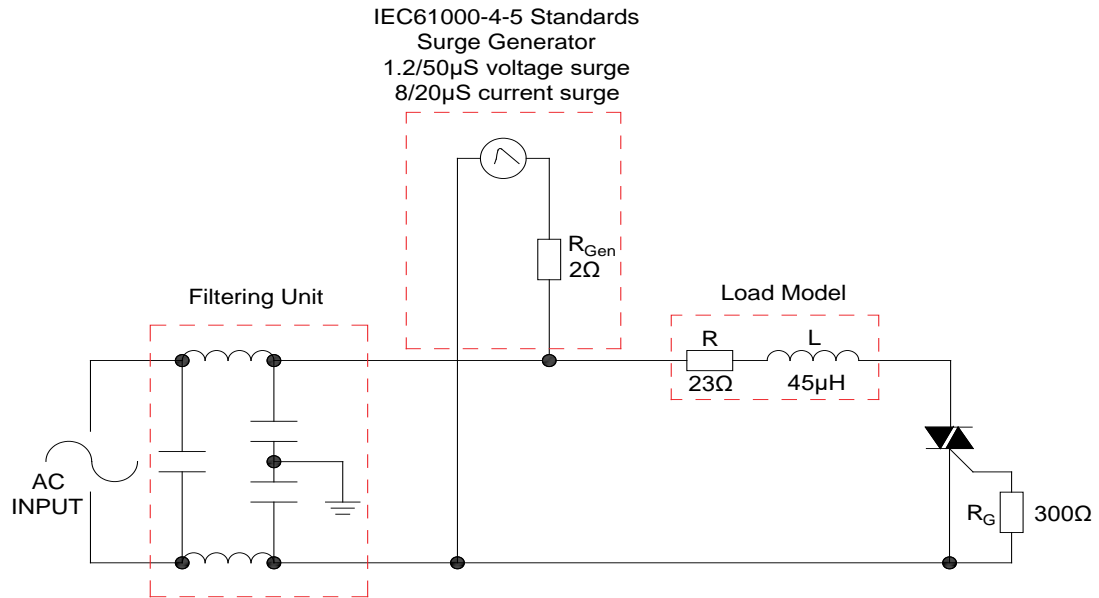 IEC61000-4-5 Standards
Surge Generator
1.2/50µS voltage surge
8/20µS current surge
RGen
2Ω
Filtering Unit
Load Model
R
L
23Ω
45µH
AC
INPUT
RG
300Ω